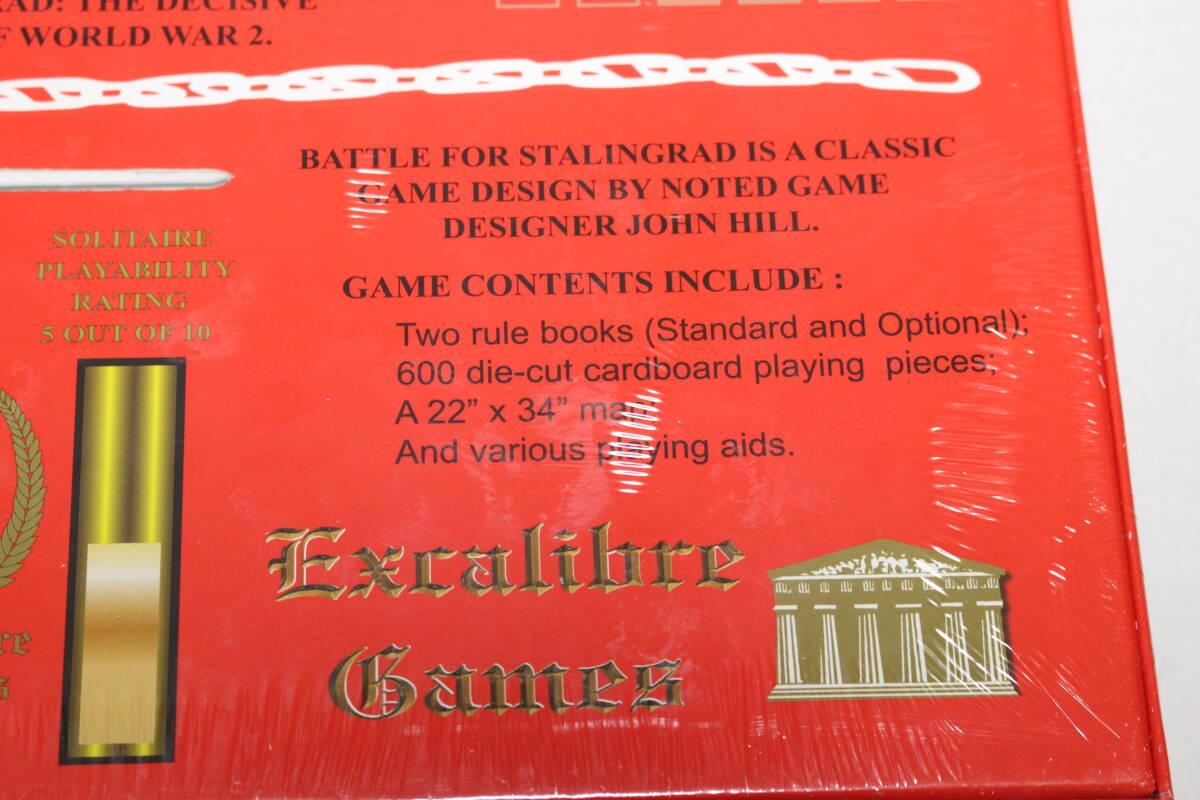 THE DECISIVE
WORLD WAR 2.
BATTLE FOR STALINGRAD IS A CLASSIC
GAME DESIGN BY NOTED GAME
DESIGNER JOHN HILL.
SOLITAIRE
PLAYABILITY
RATING
5 OUT OF 10
GAME CONTENTS INCLUDE :
Two rule books (Standard and Optional);
600 die-cut cardboard playing pieces;
A 22” x 34” map;
And various playing aids.
Excalibre
Games